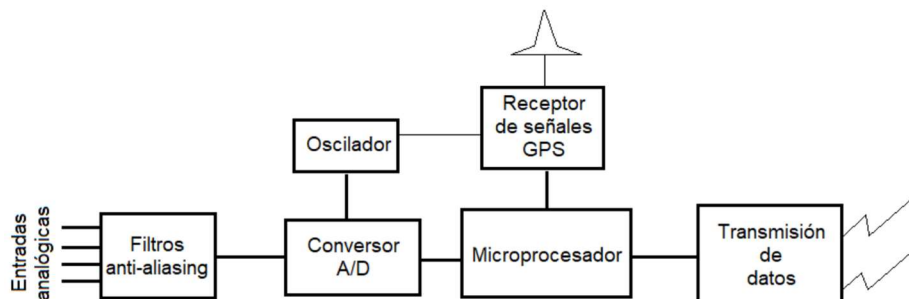 Receptor
de señales
GPS
Oscilador
Entradas
analógicas
Filtros
anti-aliasing
Conversor
A/D
Microprocesador
Transmisión
de
datos